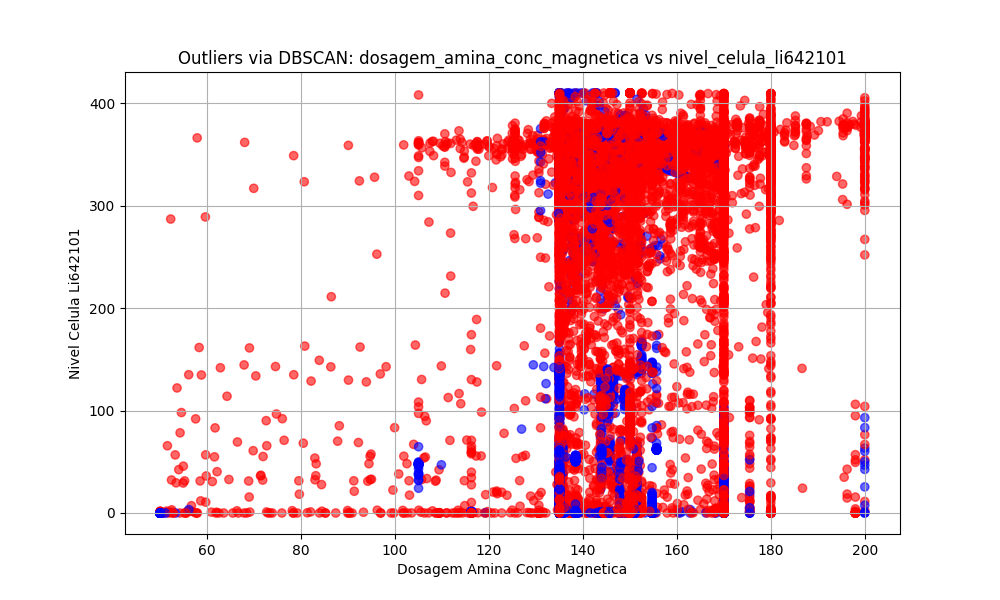 Outliers via DBSCAN: dosagem_amina_conc_magnetica vs nivel_celula_li642101
400
300
200
100
0
Nivel Celula Li642101
60 80 100 120 140 160 180 200
Dosagem Amina Conc Magnetica